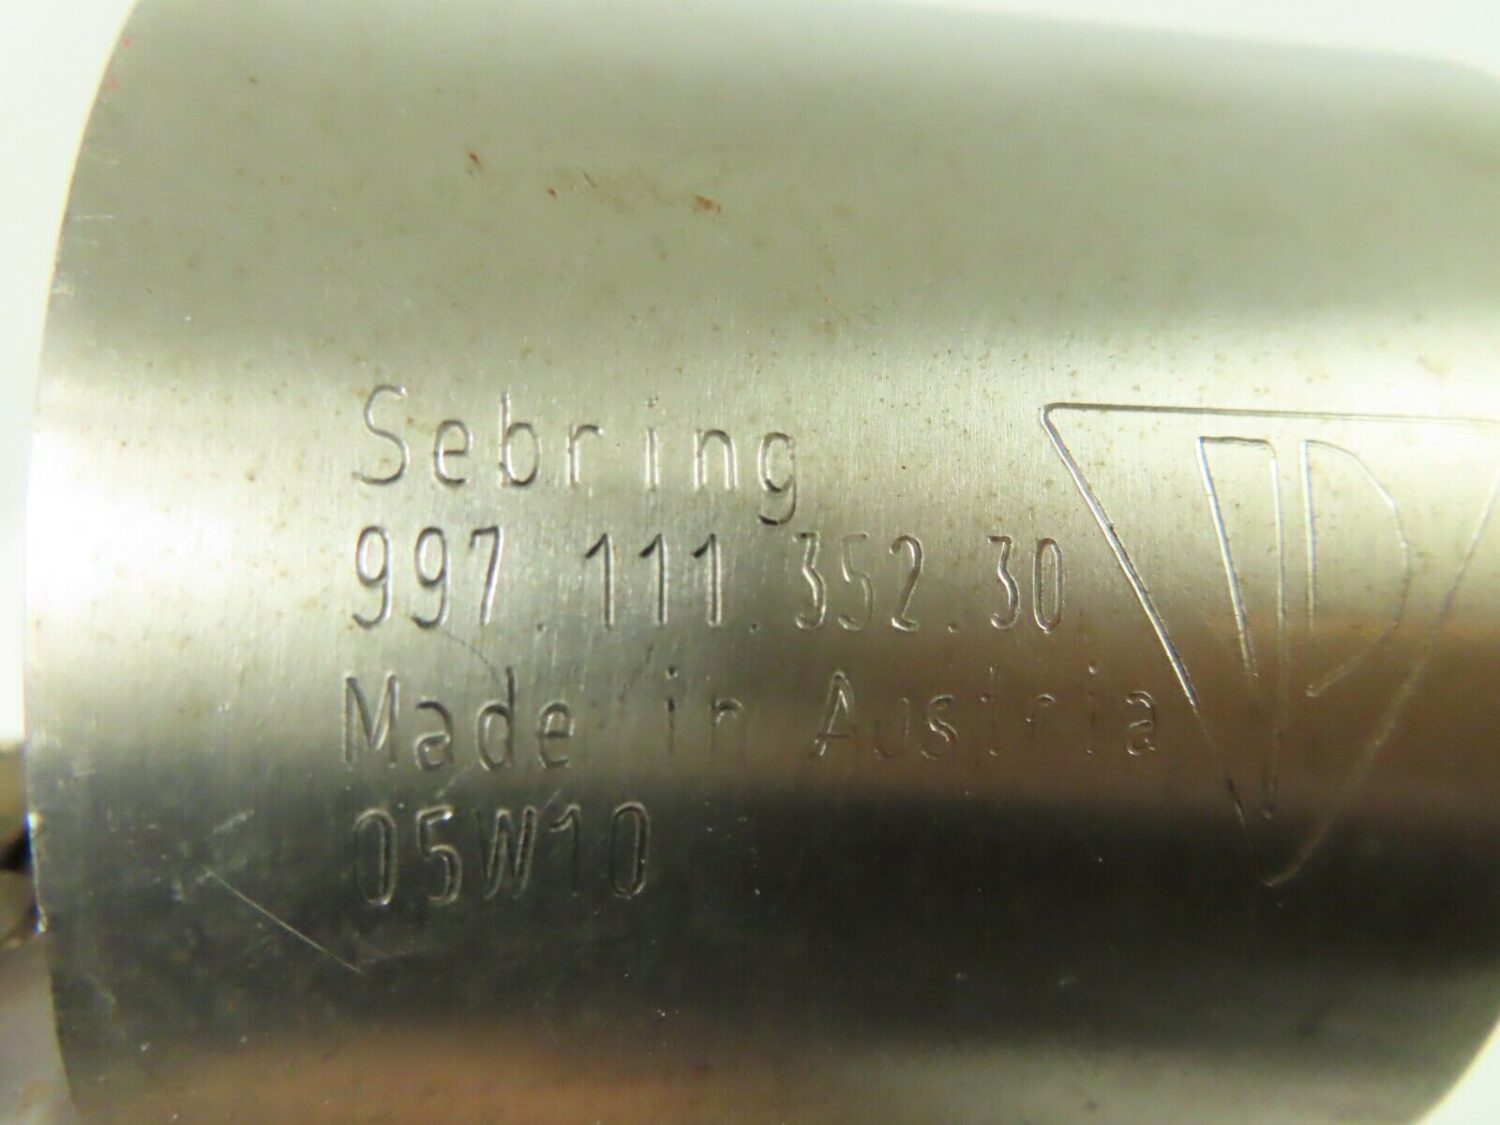 Sebring
997.111.352.30
Made in Austria
05W10